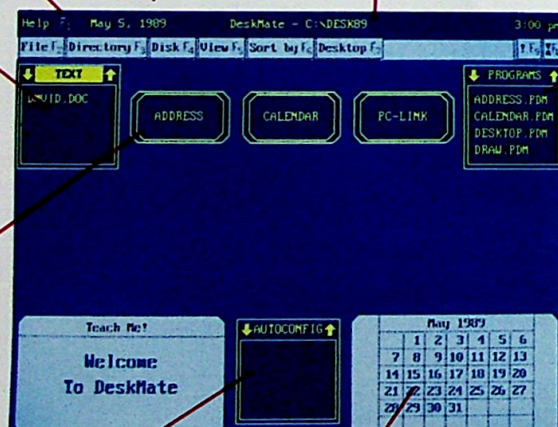 Help F1 May 5, 1989 DeskMate - C:\DESK89 3:00 pm
File F2 Directory F3 Disk F4 View F5 Sort by F6 Desktop F7
TEXT
DAVID.DOC
ADDRESS
CALENDAR
PC-LINK
PROGRAMS
ADDRESS.PDM
CALENDAR.PDM
DESKTOP.PDM
DRAW.PDM
Teach Me!
Welcome
To DeskMate
AUTOCONFIG
May 1989
1 2 3 4 5 6
7 8 9 10 11 12 13
14 15 16 17 18 19 20
21 22 23 24 25 26 27
28 29 30 31